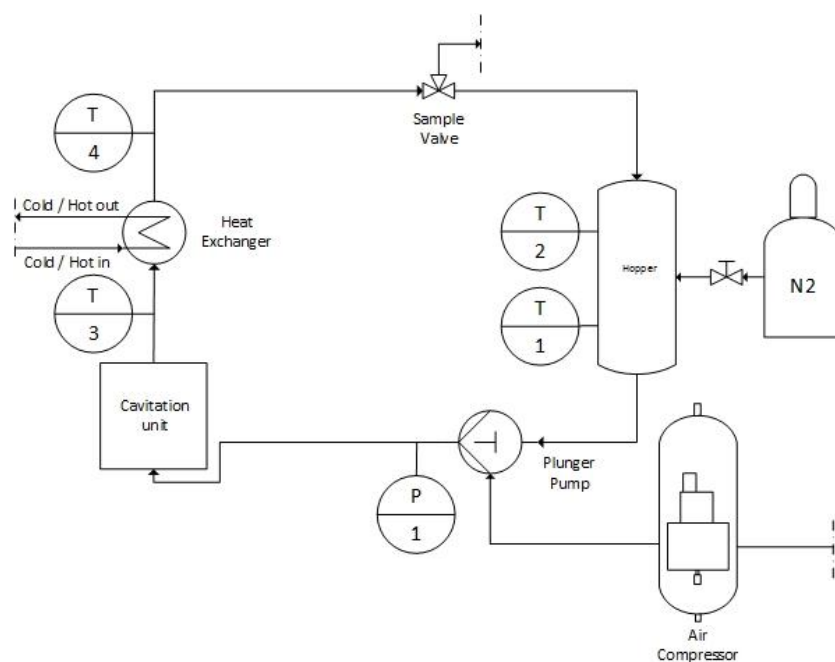 T
4
Sample
Valve
Cold / Hot out
Heat
Exchanger
Cold / Hot in
T
2
Hopper
N2
T
3
T
1
Cavitation
unit
Plunger
Pump
P
1
Air
Compressor